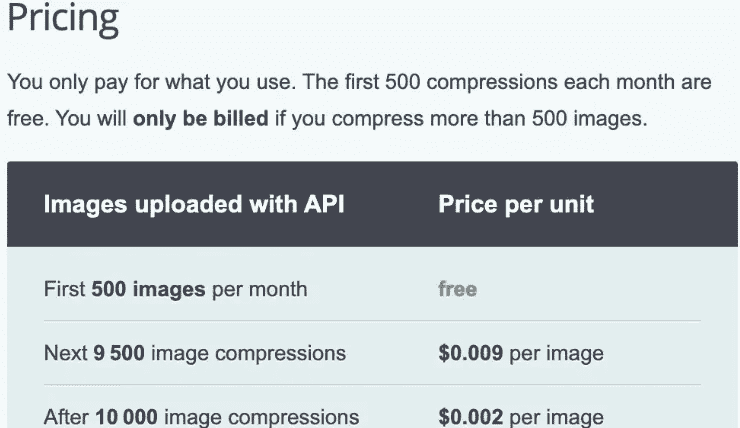 Pricing
You only pay for what you use. The first 500 compressions each month are
free. You will only be billed if you compress more than 500 images.
Images uploaded with API Price per unit
First 500 images per month free
Next 9 500 image compressions $0.009 per image
After 10 000 image compressions $0.002 per image